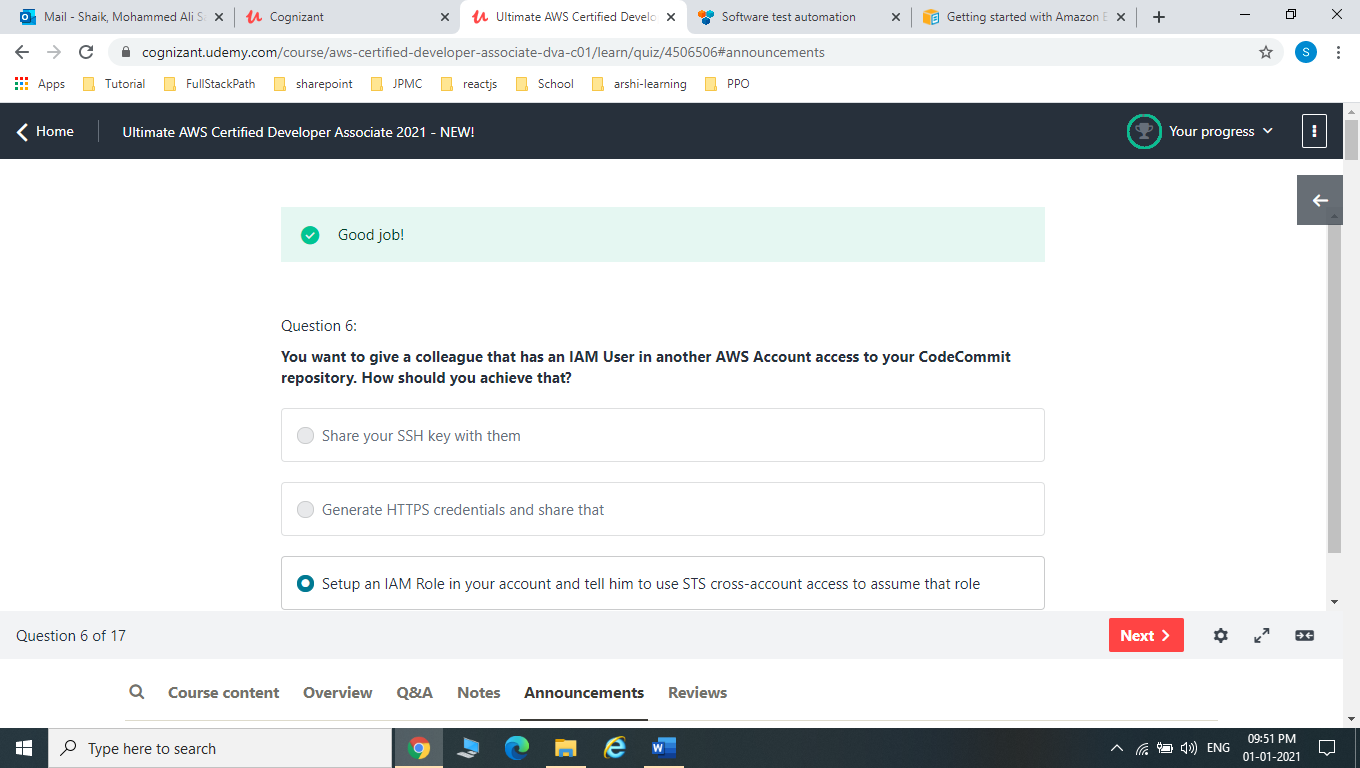 Mail - Shaik, Mohammed Ali S
Cognizant
Ultimate AWS Certified Develo
Software test automation
Getting started with Amazon E
cognizant.udemy.com/course/aws-certified-developer-associate-dva-c01/learn/quiz/4506506#announcements
S
Apps
Tutorial
FullStackPath
sharepoint
JPMC
reactjs
School
arshi-learning
PPO
Home
Ultimate AWS Certified Developer Associate 2021 - NEW!
Your progress
Good job!
Question 6:
You want to give a colleague that has an IAM User in another AWS Account access to your CodeCommit
repository. How should you achieve that?
Share your SSH key with them
Generate HTTPS credentials and share that
Setup an IAM Role in your account and tell him to use STS cross-account access to assume that role
Question 6 of 17
Next
Course content
Overview
Q&A
Notes
Announcements
Reviews
Type here to search
ENG
09:51 PM
01-01-2021